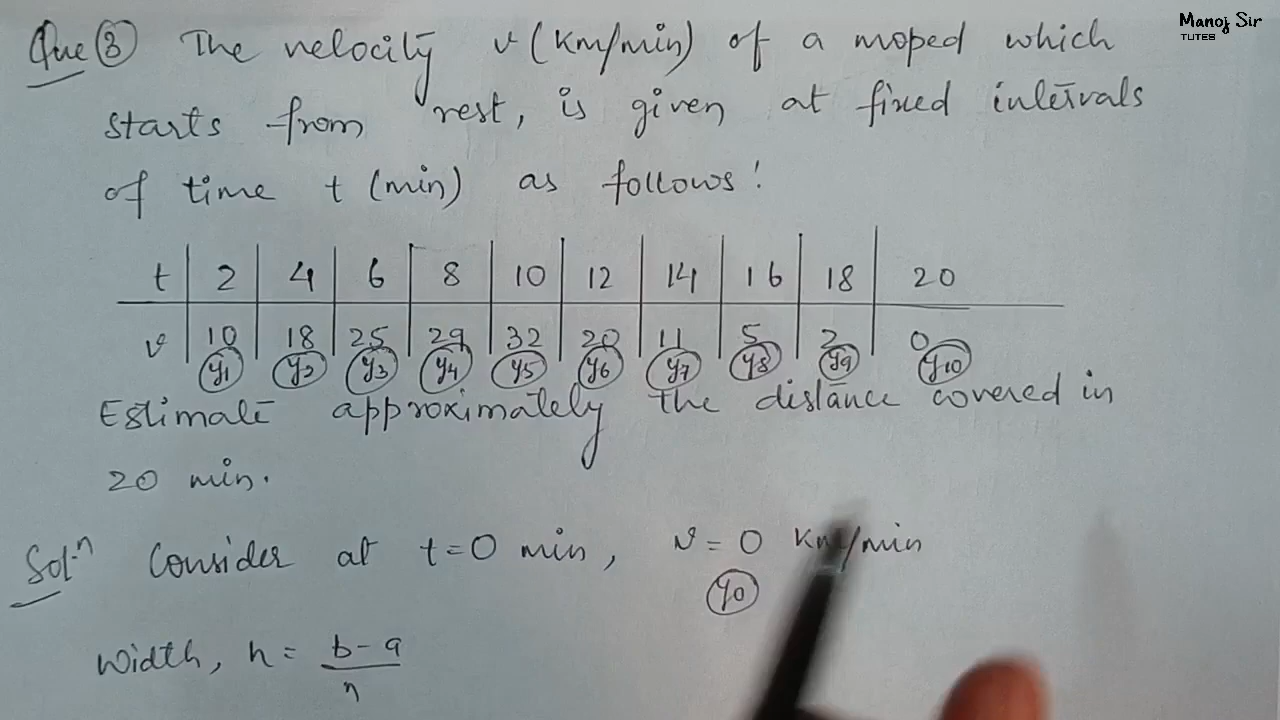 Manoj Sir
TUTES
Que (3) The velocity v (Km/min) of a moped which
starts from rest, is given at fixed intervals
of time t (min) as follows:
t | 2 | 4 | 6 | 8 | 10 | 12 | 14 | 16 | 18 | 20
v | 10 | 18 | 25 | 29 | 32 | 20 | 11 | 5 | 2 | 0
y1 y2 y3 y4 y5 y6 y7 y8 y9 y10
Estimate approximately the distance covered in
20 min.
Sol.n Consider at t=0 min, v = 0 Km/min
y0
Width, h = b-a
n